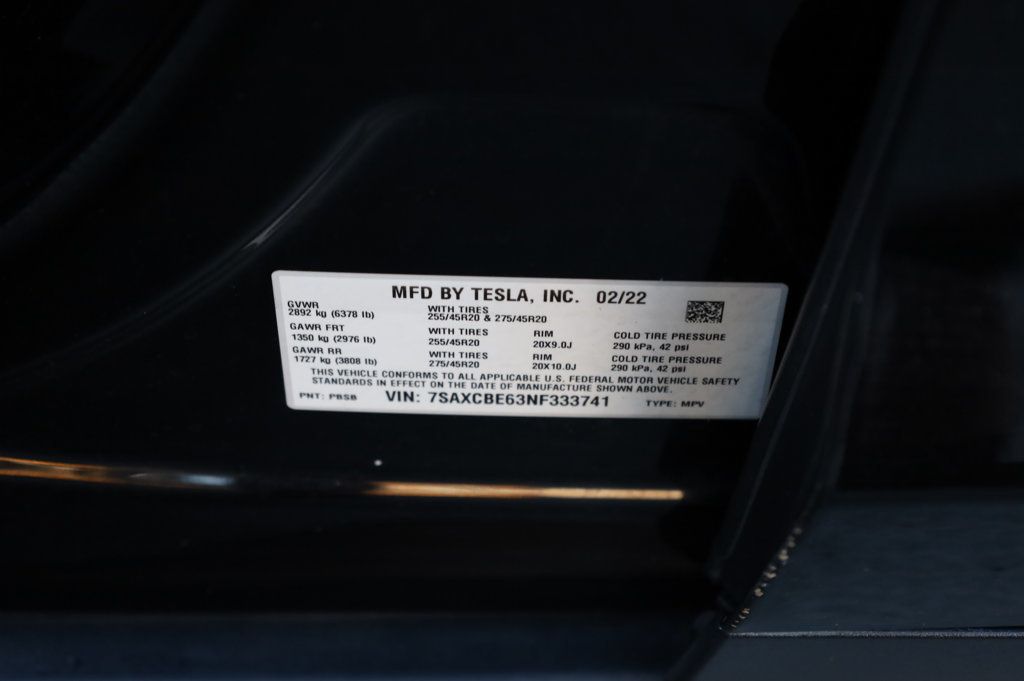 MFD BY TESLA, INC. 02/22
GVWR
2892 kg (6378 lb)
WITH TIRES
255/45R20 & 275/45R20
GAWR FRT
1350 kg (2976 lb)
WITH TIRES
255/45R20
RIM
20X9.0J
COLD TIRE PRESSURE
290 kPa, 42 psi
GAWR RR
1727 kg (3808 lb)
WITH TIRES
275/45R20
RIM
20X10.0J
COLD TIRE PRESSURE
290 kPa, 42 psi
THIS VEHICLE CONFORMS TO ALL APPLICABLE U.S. FEDERAL MOTOR VEHICLE SAFETY
STANDARDS IN EFFECT ON THE DATE OF MANUFACTURE SHOWN ABOVE.
PNT: PBSB VIN: 7SAXCBE63NF333741 TYPE: MPV